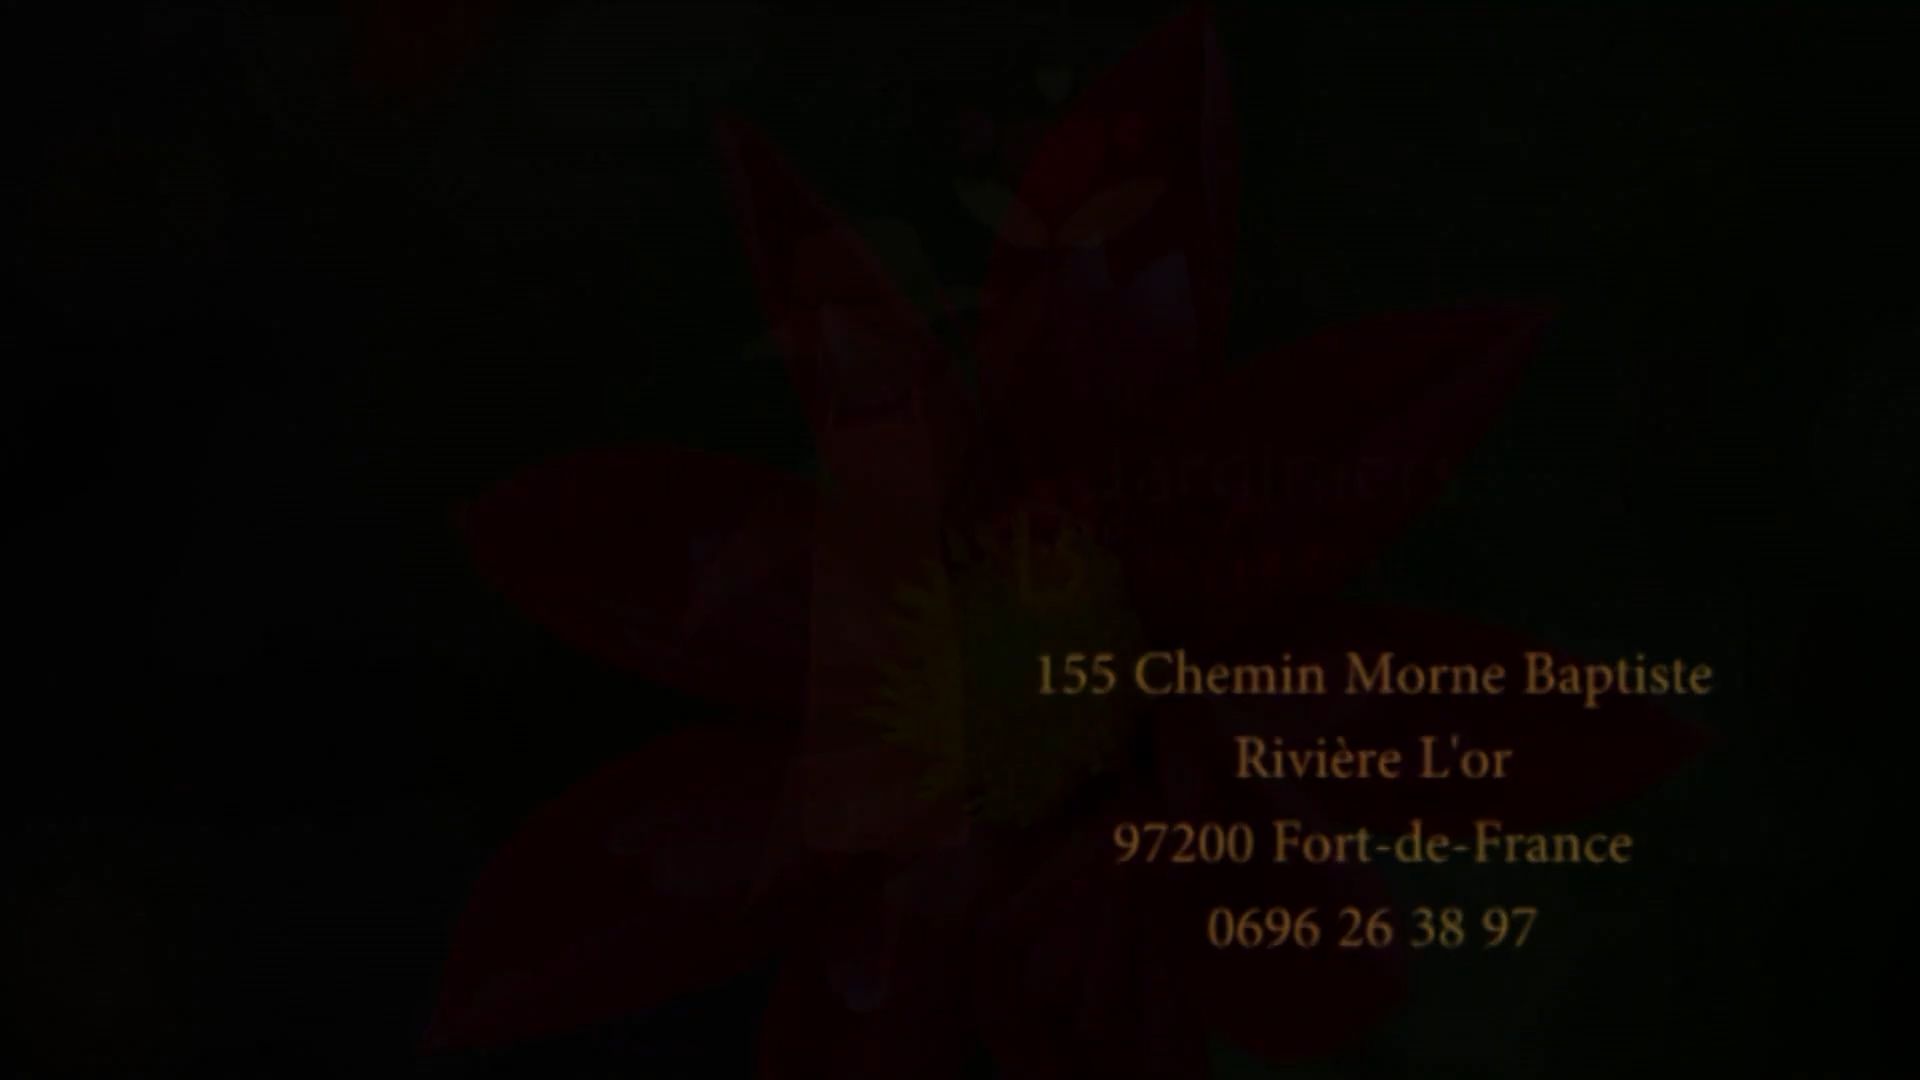 155 Chemin Morne Baptiste
Rivière L'or
97200 Fort-de-France
0696 26 38 97